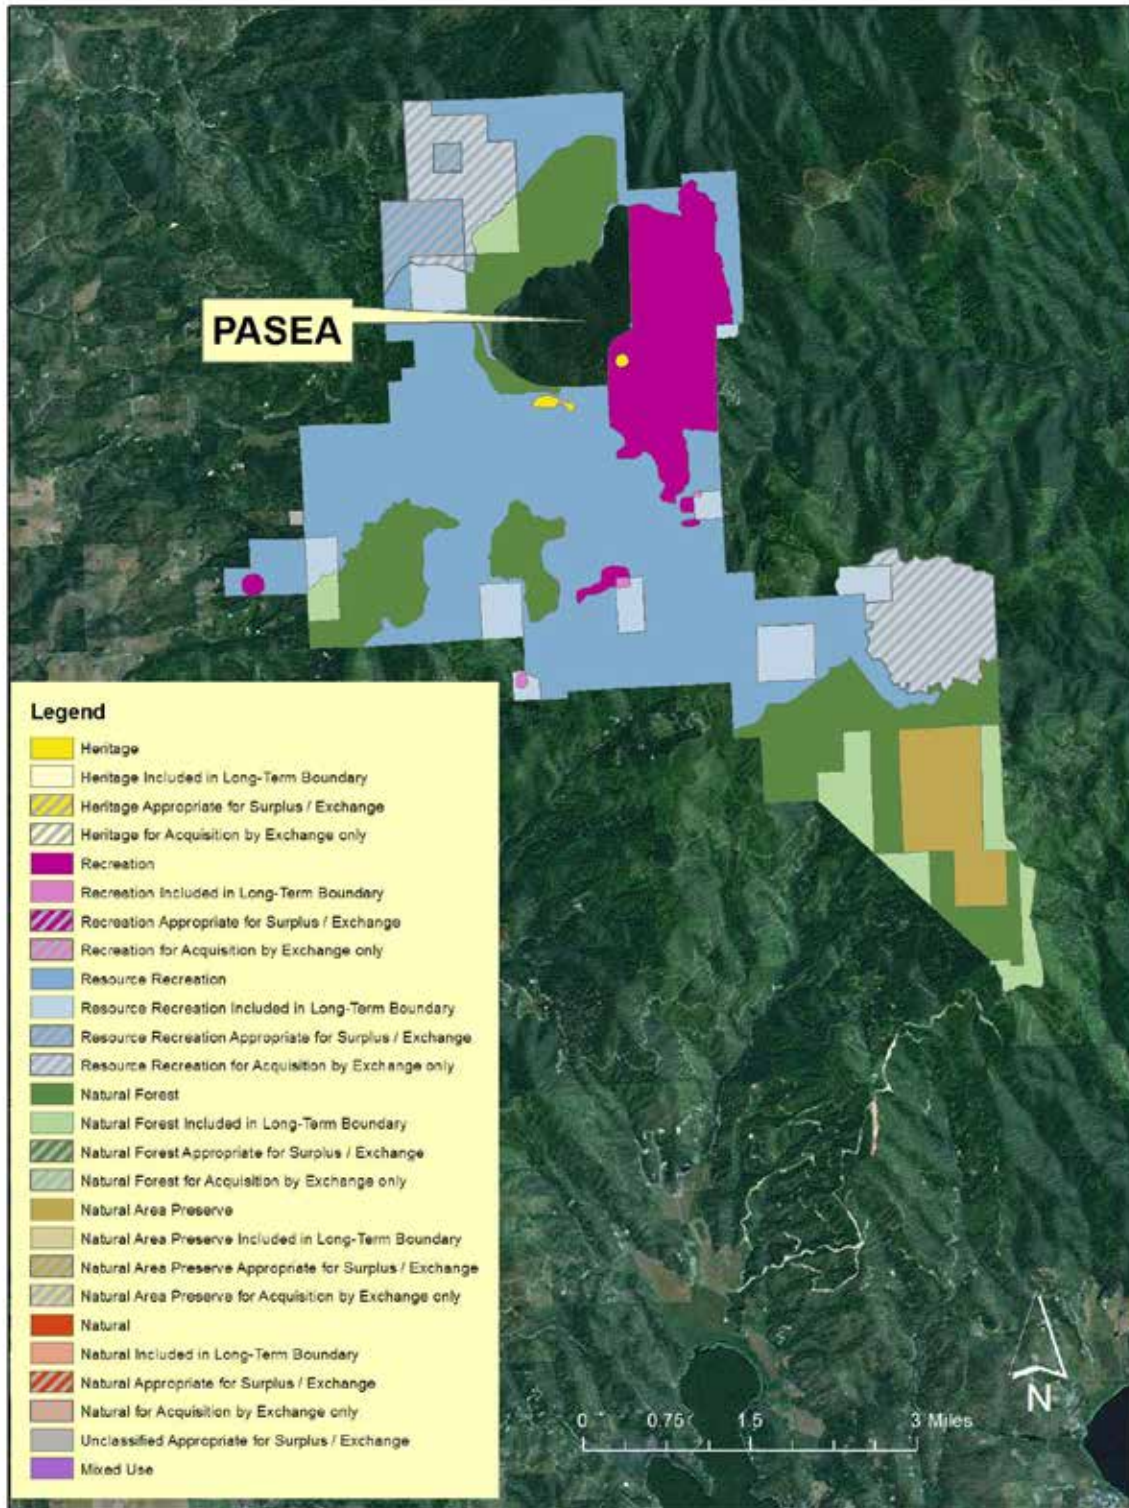 PASEA
Legend
Heritage
Heritage Included in Long-Term Boundary
Heritage Appropriate for Surplus / Exchange
Heritage for Acquisition by Exchange only
Recreation
Recreation Included in Long-Term Boundary
Recreation Appropriate for Surplus / Exchange
Recreation for Acquisition by Exchange only
Resource Recreation
Resource Recreation Included in Long-Term Boundary
Resource Recreation Appropriate for Surplus / Exchange
Resource Recreation for Acquisition by Exchange only
Natural Forest
Natural Forest Included in Long-Term Boundary
Natural Forest Appropriate for Surplus / Exchange
Natural Forest for Acquisition by Exchange only
Natural Area Preserve
Natural Area Preserve Included in Long-Term Boundary
Natural Area Preserve Appropriate for Surplus / Exchange
Natural Area Preserve for Acquisition by Exchange only
Natural
Natural Included in Long-Term Boundary
Natural Appropriate for Surplus / Exchange
Natural for Acquisition by Exchange only
Unclassified Appropriate for Surplus / Exchange
Mixed Use
N
0 0.75 1.5 3 Miles